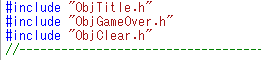 #include "ObjTitle.h"
#include "ObjGameOver.h"
#include "ObjClear.h"
//------------------------------------